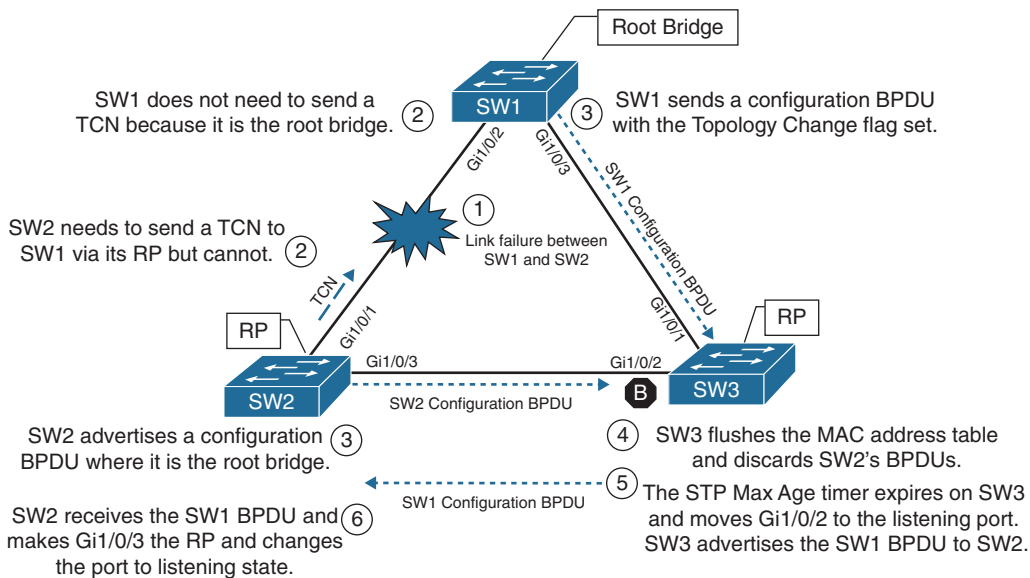 Root Bridge
SW1
SW1 does not need to send a
TCN because it is the root bridge.
2
3
SW1 sends a configuration BPDU
with the Topology Change flag set.
Gi1/0/2
Gi1/0/3
SW1 Configuration BPDU
1
Link failure between
SW1 and SW2
SW2 needs to send a TCN to
SW1 via its RP but cannot.
2
TCN
RP
Gi1/0/1
Gi1/0/1
RP
Gi1/0/3
Gi1/0/2
B
SW2
SW3
SW2 Configuration BPDU
SW2 advertises a configuration
BPDU where it is the root bridge.
3
4
SW3 flushes the MAC address table
and discards SW2's BPDUs.
SW1 Configuration BPDU
5
The STP Max Age timer expires on SW3
and moves Gi1/0/2 to the listening port.
SW3 advertises the SW1 BPDU to SW2.
SW2 receives the SW1 BPDU and
makes Gi1/0/3 the RP and changes
the port to listening state.
6